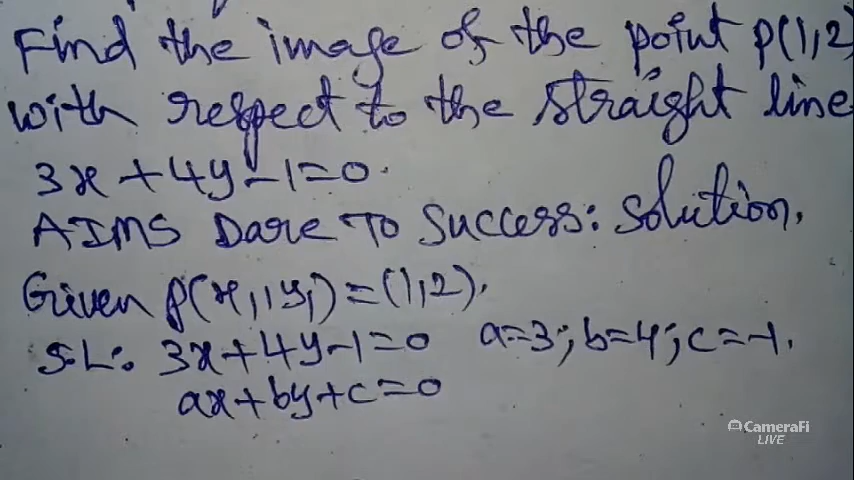 Find the image of the point P(1,2)
with respect to the straight line
3x+4y-1=0.
AIMS Dare To Success: Solution.
Given P(x₁,y₁)=(1,2).
S.L: 3x+4y-1=0 a=3; b=4; c=-1.
ax+by+c=0
CameraFi
LIVE